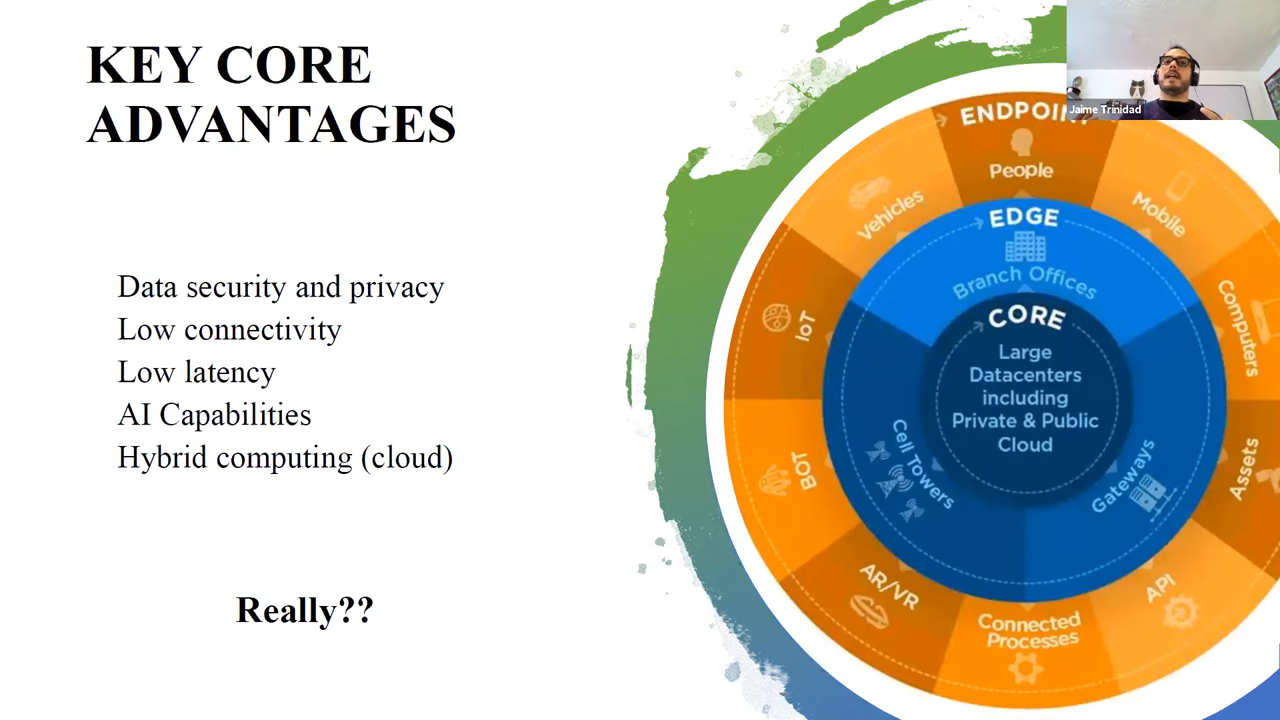 KEY CORE
ADVANTAGES
Data security and privacy
Low connectivity
Low latency
AI Capabilities
Hybrid computing (cloud)
Really??
Jaime Trinidad
ENDPOINT
People
Vehicles
Mobile
IoT
Computers
BOT
Assets
AR/VR
API
Connected
Processes
EDGE
Branch Offices
Cell Towers
Gateways
CORE
Large
Datacenters
including
Private & Public
Cloud